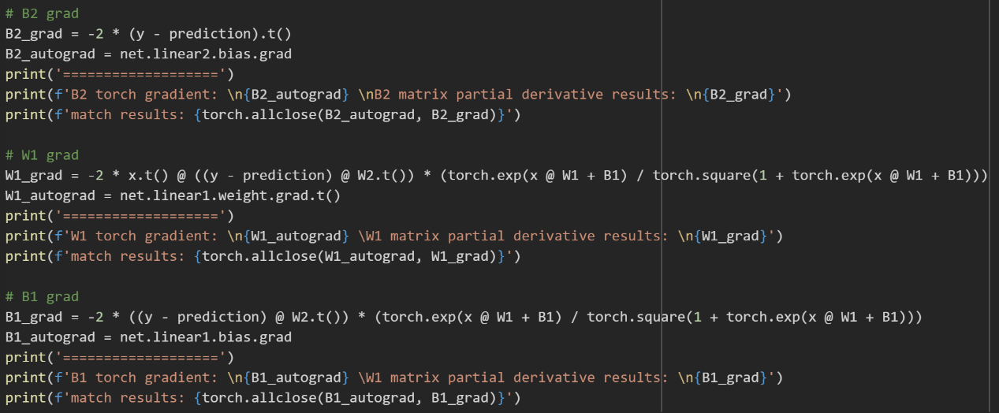 # B2 grad
B2_grad = -2 * (y - prediction).t()
B2_autograd = net.linear2.bias.grad
print('===================')
print(f'B2 torch gradient: \n{B2_autograd} \nB2 matrix partial derivative results: \n{B2_grad}')
print(f'match results: {torch.allclose(B2_autograd, B2_grad)}')
# W1 grad
W1_grad = -2 * x.t() @ ((y - prediction) @ W2.t()) * (torch.exp(x @ W1 + B1) / torch.square(1 + torch.exp(x @ W1 + B1)))
W1_autograd = net.linear1.weight.grad.t()
print('===================')
print(f'W1 torch gradient: \n{W1_autograd} \W1 matrix partial derivative results: \n{W1_grad}')
print(f'match results: {torch.allclose(W1_autograd, W1_grad)}')
# B1 grad
B1_grad = -2 * ((y - prediction) @ W2.t()) * (torch.exp(x @ W1 + B1) / torch.square(1 + torch.exp(x @ W1 + B1)))
B1_autograd = net.linear1.bias.grad
print('===================')
print(f'B1 torch gradient: \n{B1_autograd} \W1 matrix partial derivative results: \n{B1_grad}')
print(f'match results: {torch.allclose(B1_autograd, B1_grad)}')